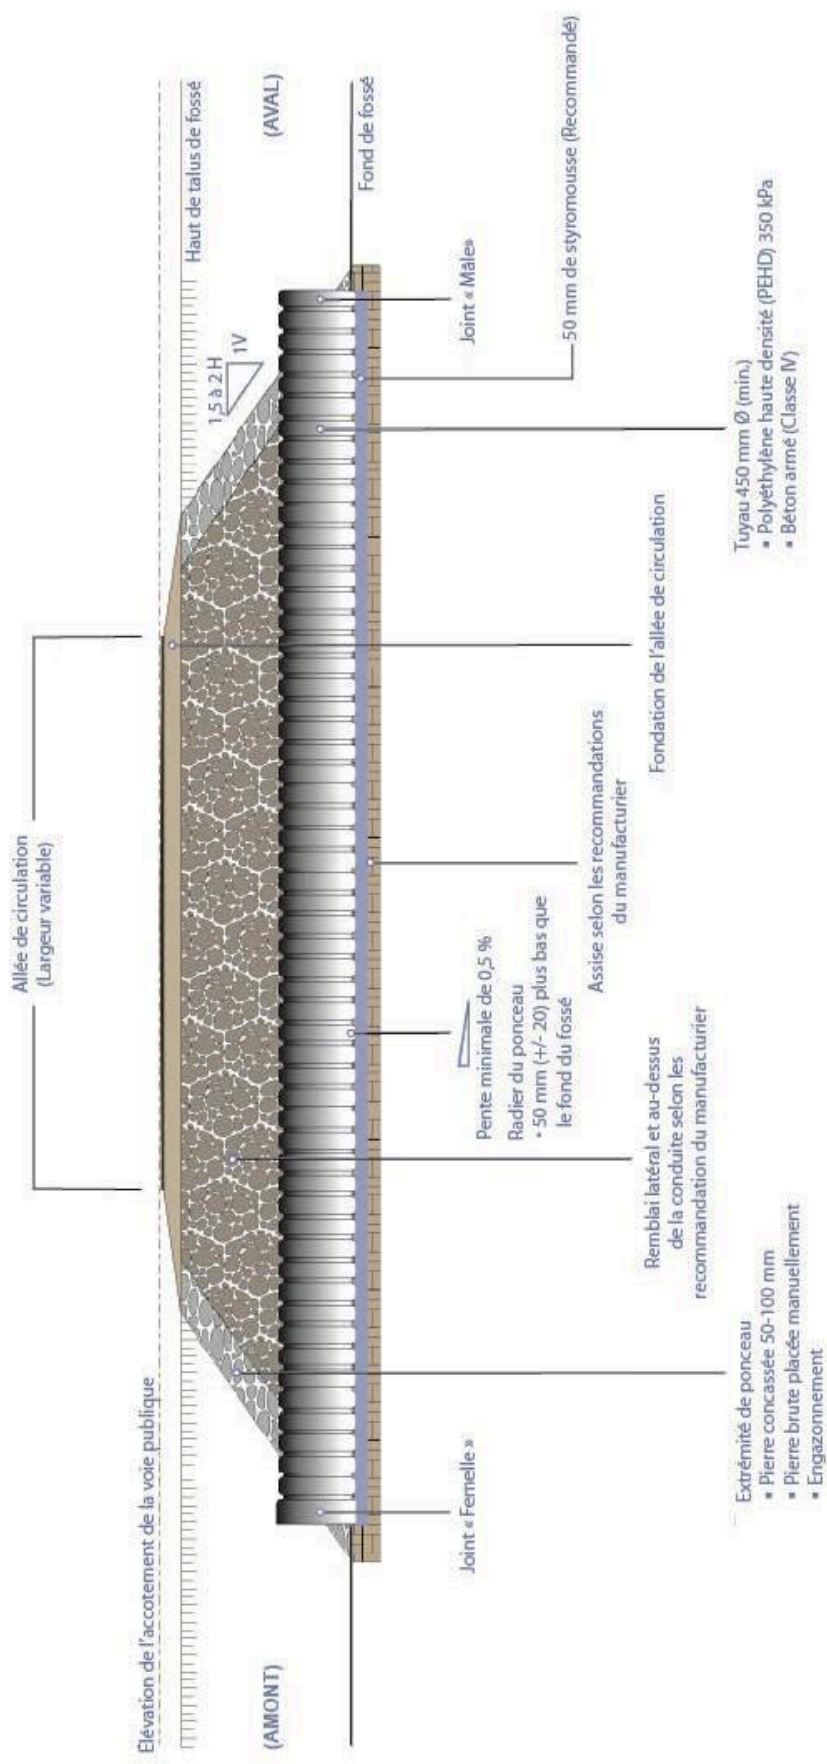 Allée de circulation
(Largeur variable)
Élévation de l'accotement de la voie publique
Haut de talus de fossé
(AMONT)
(AVAL)
1,5 à 2 H
1V
Fond de fossé
Joint « Femelle »
Joint « Mâle»
Pente minimale de 0,5 %
Radier du ponceau
• 50 mm (+/- 20) plus bas que
le fond du fossé
50 mm de styromousse (Recommandé)
Assise selon les recommandations
du manufacturier
Remblai latéral et au-dessus
de la conduite selon les
recommandation du manufacturier
Fondation de l'allée de circulation
Extrémité de ponceau
▪ Pierre concassée 50-100 mm
▪ Pierre brute placée manuellement
▪ Engazonnement
Tuyau 450 mm Ø (min.)
▪ Polyéthylène haute densité (PEHD) 350 kPa
▪ Béton armé (Classe IV)